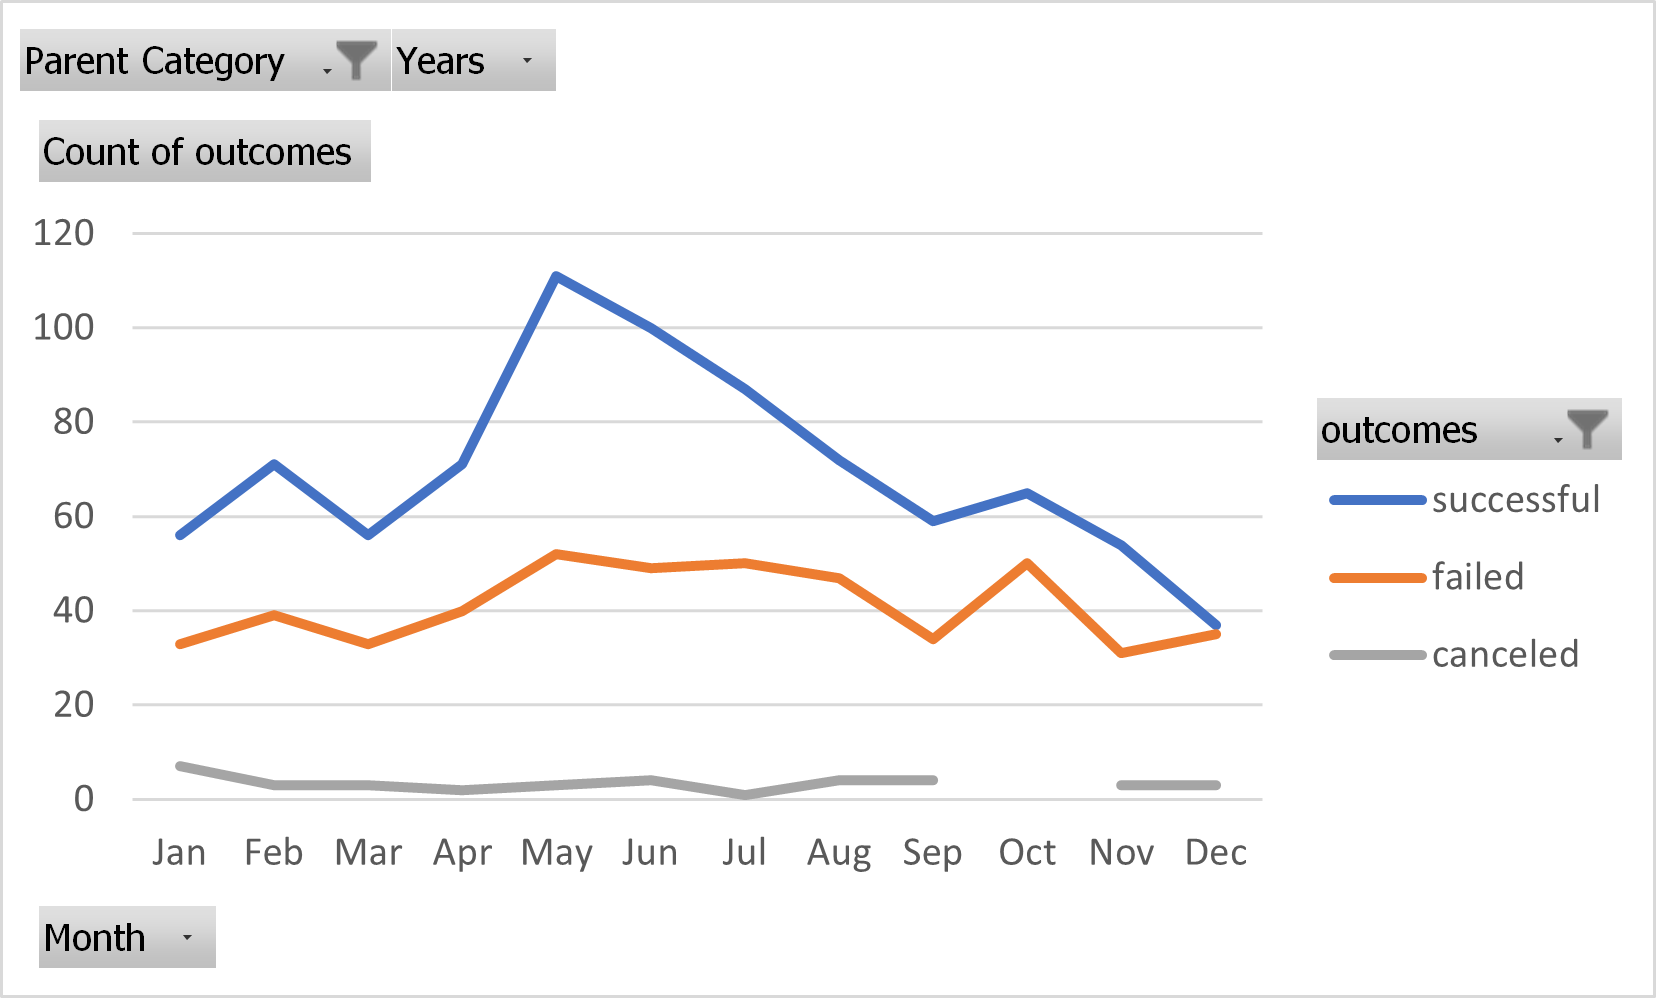 Parent Category Years
Count of outcomes
120
100
80
60
40
20
0
Jan Feb Mar Apr May Jun Jul Aug Sep Oct Nov Dec
outcomes
successful
failed
canceled
Month